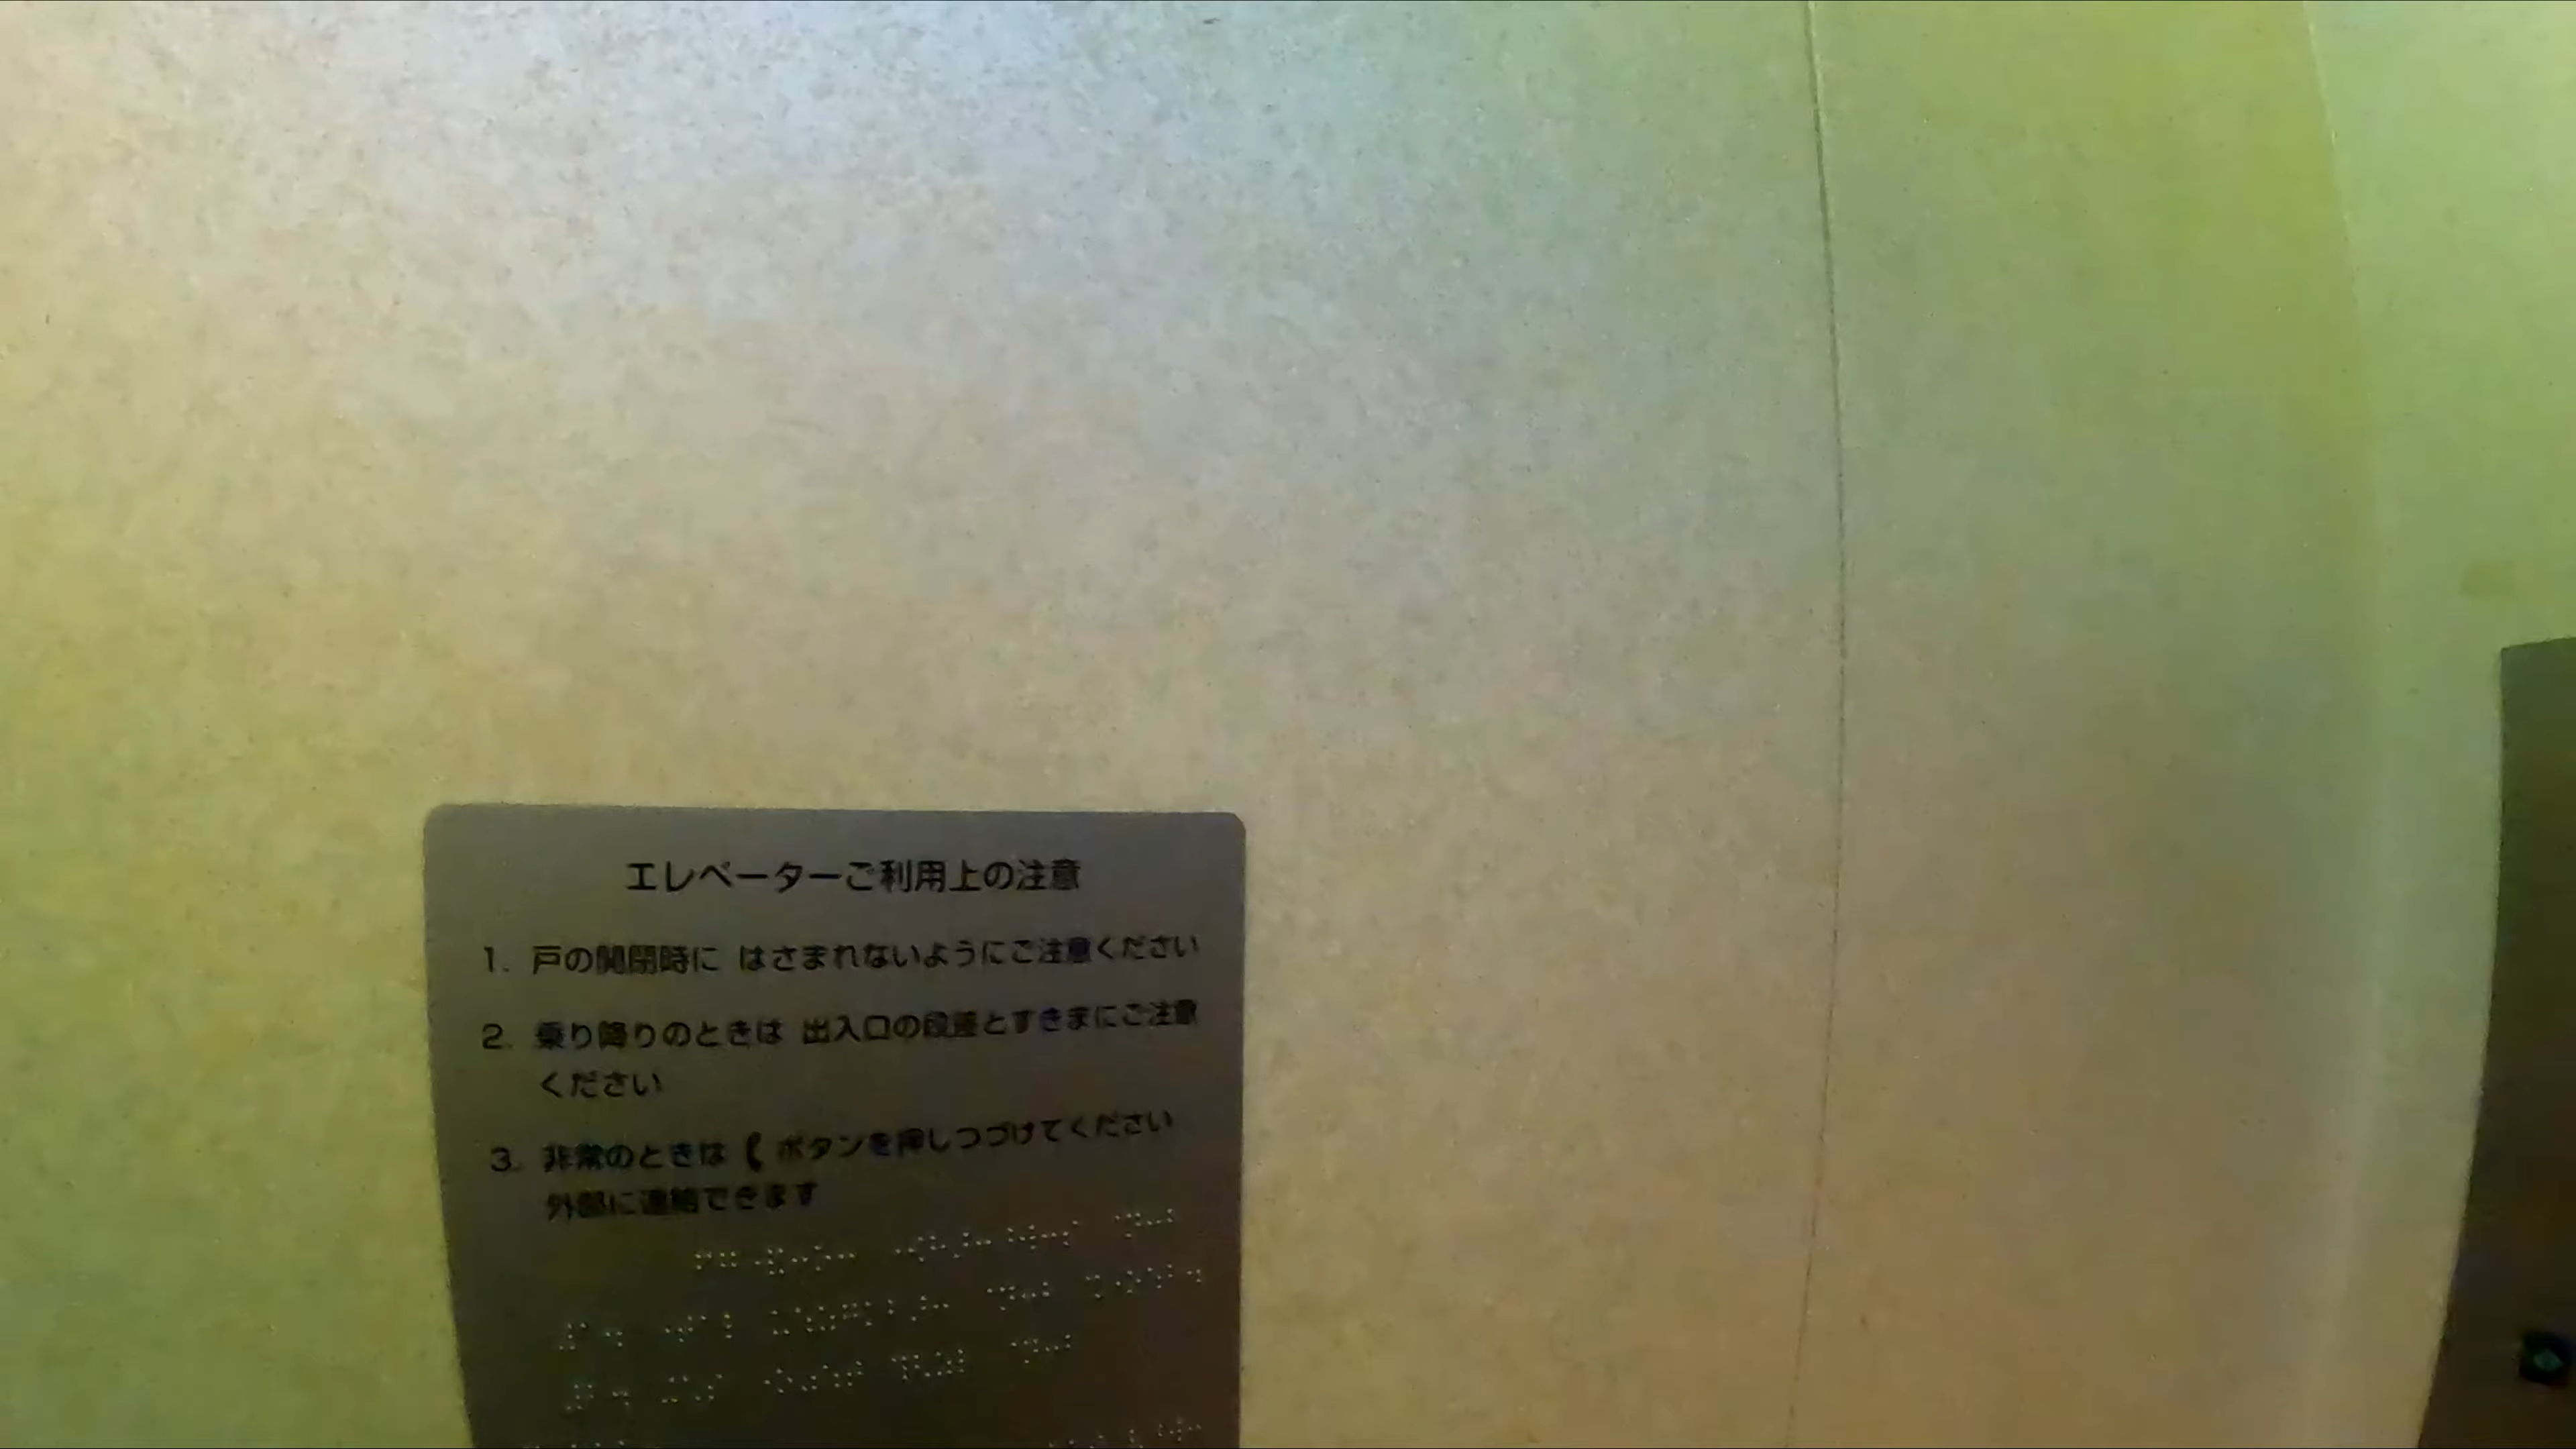 エレベーターご利用上の注意
1. 戸の開閉時に はさまれないようにご注意ください
2. 乗り降りのときは 出入口の段差とすきまにご注意
ください
3. 非常のときは ボタンを押しつづけてください
外部に連絡できます